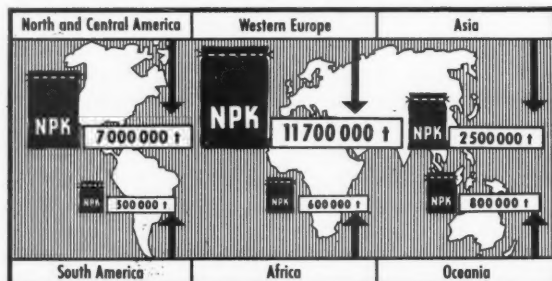 North and Central America
Western Europe
Asia
NPK
7 000 000 t
NPK
11 700 000 t
NPK
2 500 000 t
NPK
500 000 t
NPK
600 000 t
NPK
800 000 t
South America
Africa
Oceania